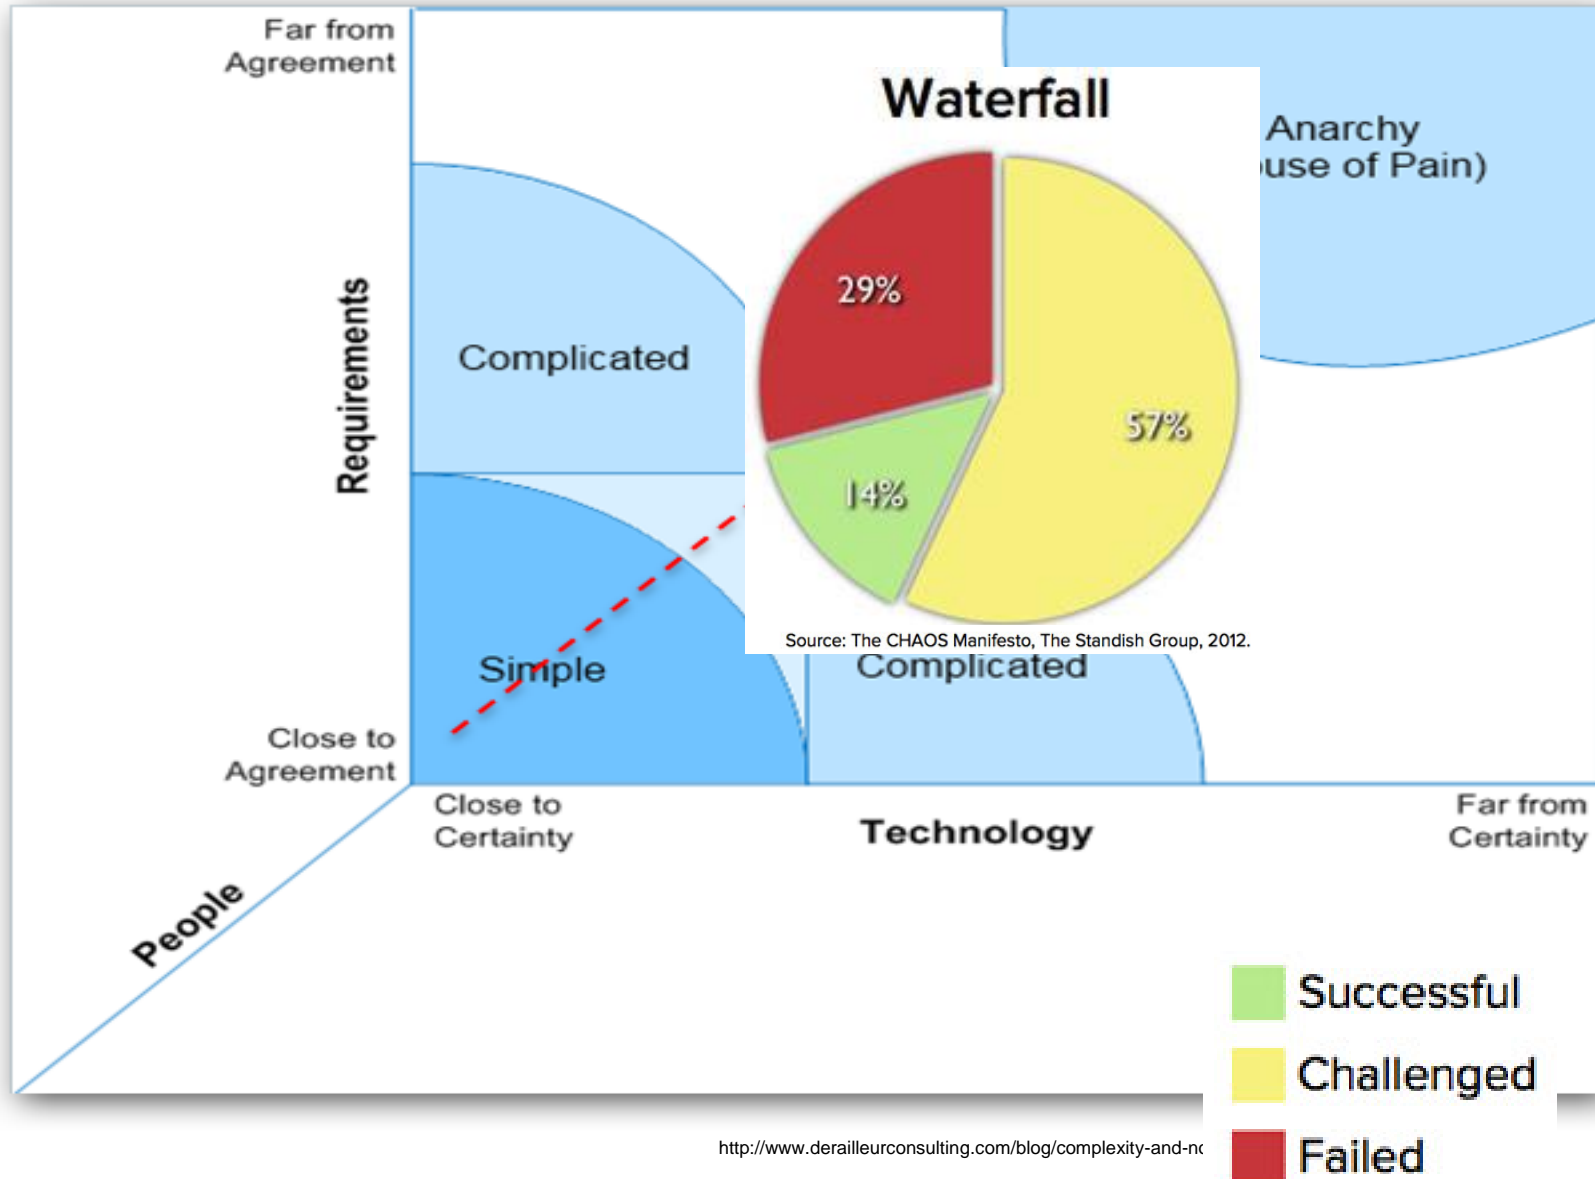 Far from
Agreement
Waterfall
Anarchy
use of Pain)
29%
Requirements
Complicated
57%
14%
Source: The CHAOS Manifesto, The Standish Group, 2012.
Simple
Complicated
Close to
Agreement
Close to
Certainty
Technology
Far from
Certainty
People
Successful
Challenged
http://www.derailleurconsulting.com/blog/complexity-and-no
Failed